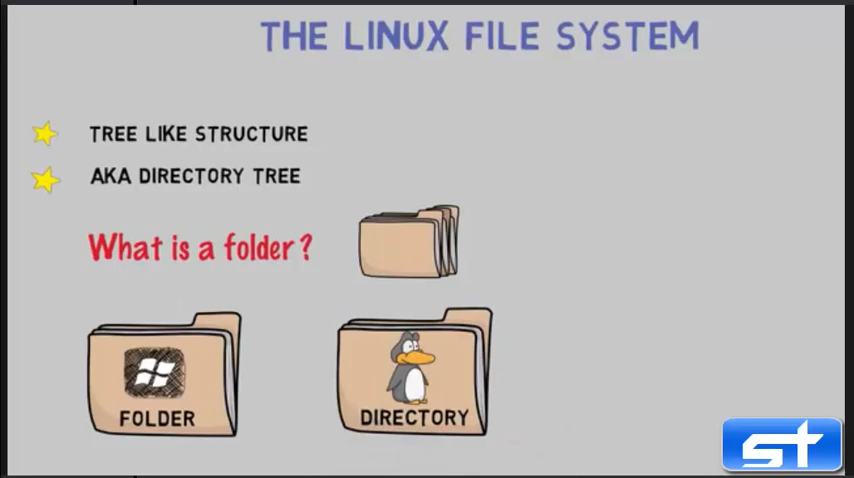 THE LINUX FILE SYSTEM
TREE LIKE STRUCTURE
AKA DIRECTORY TREE
What is a folder?
FOLDER
DIRECTORY
ST